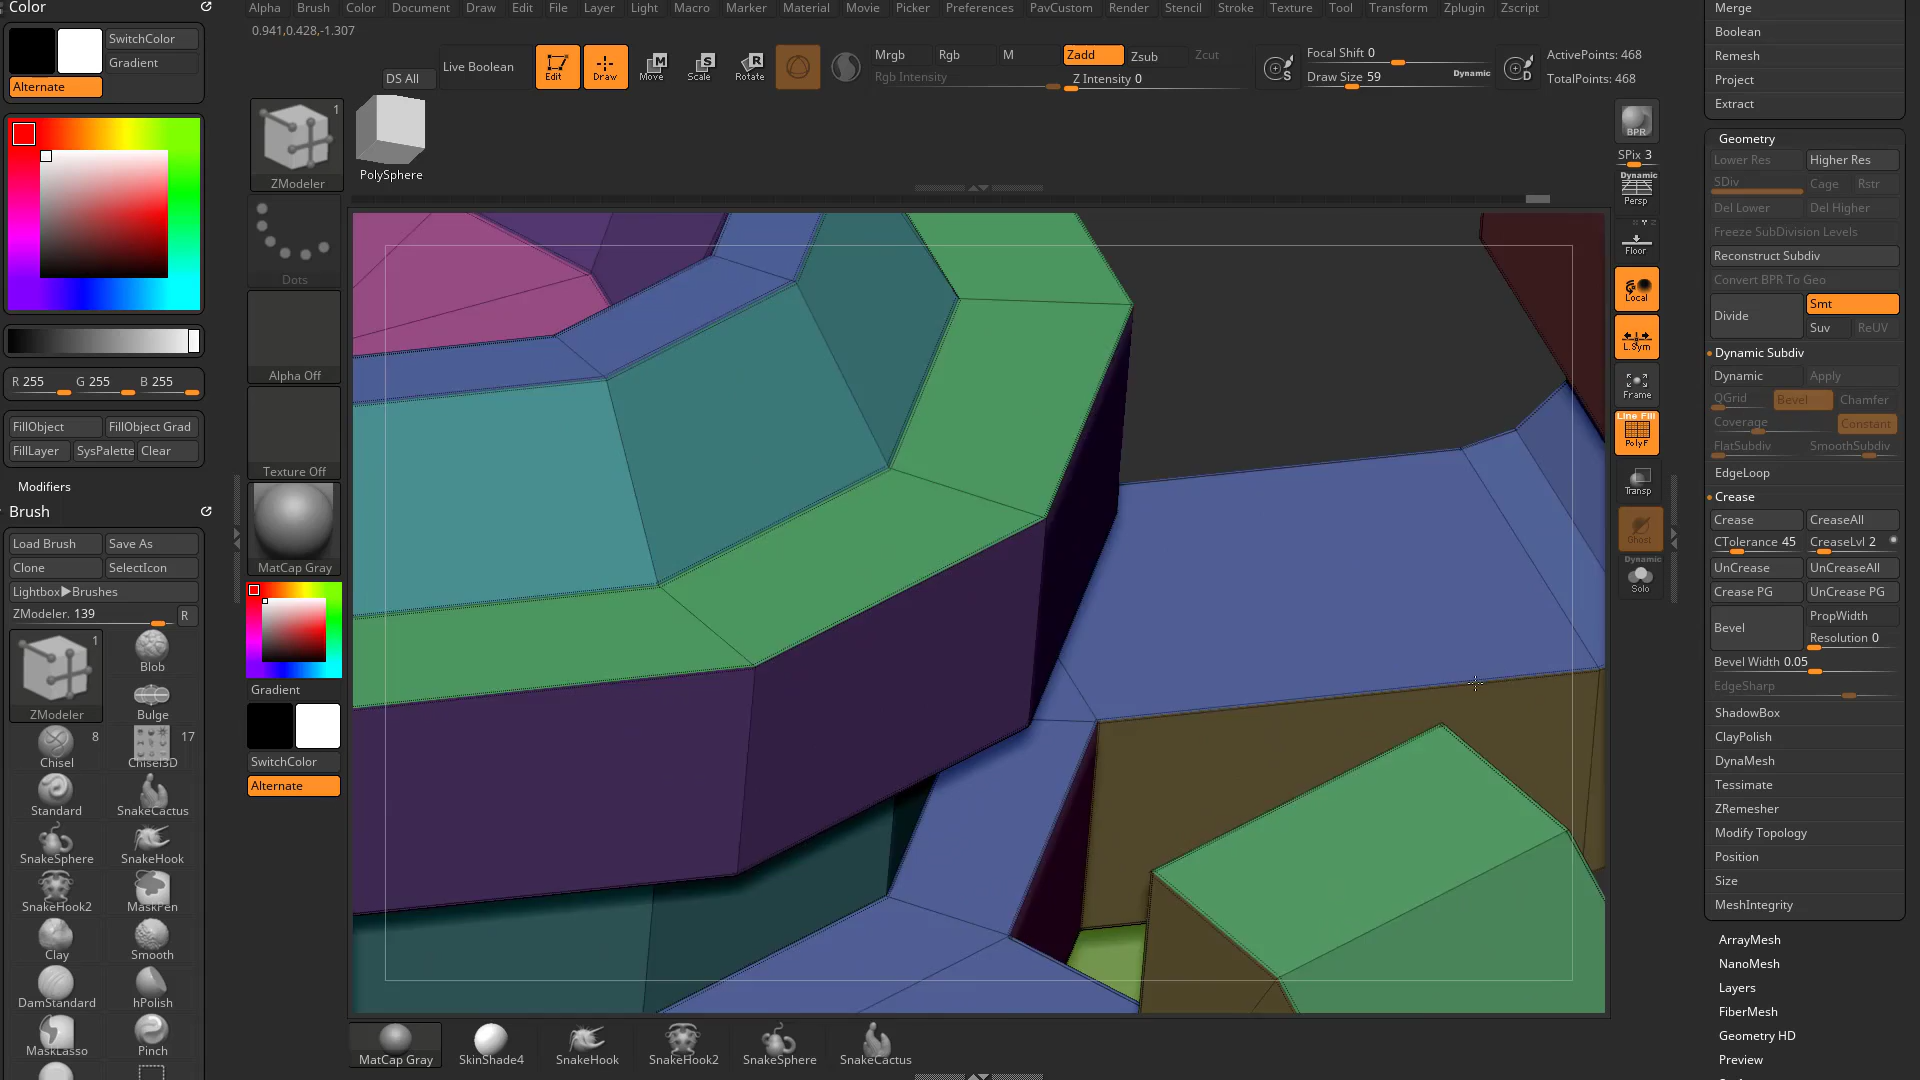 Color
Alpha Brush Color Document Draw Edit File Layer Light Macro Marker Material Movie Picker Preferences PavCustom Render Stencil Stroke Texture Tool Transform Zplugin Zscript
Merge
0.941,0.428,-1.307
SwitchColor
Gradient
Alternate
DS All
Live Boolean
Edit
Draw
Move
Scale
Rotate
Mrgb
Rgb
M
Zadd
Zsub
Zcut
Rgb Intensity
Z Intensity 0
S
Focal Shift 0
Draw Size 59
Dynamic
D
ActivePoints: 468
TotalPoints: 468
Boolean
Remesh
Project
Extract
1
ZModeler
PolySphere
Dots
Alpha Off
Texture Off
MatCap Gray
Gradient
SwitchColor
Alternate
R 255 G 255 B 255
FillObject FillObject Grad
FillLayer SysPalette Clear
Modifiers
Brush
Load Brush Save As
Clone SelectIcon
Lightbox▶Brushes
ZModeler. 139 R
1
ZModeler
Blob
Bulge
8
Chisel
17
Chisel3D
Standard
SnakeCactus
SnakeSphere
SnakeHook
SnakeHook2
MaskPen
Clay
Smooth
DamStandard
hPolish
MaskLasso
Pinch
MatCap Gray
SkinShade4
SnakeHook
SnakeHook2
SnakeSphere
SnakeCactus
BPR
SPix 3
Dynamic
Persp
Floor
Local
L.Sym
Frame
Line Fill
PolyF
Transp
Ghost
Dynamic
Solo
Geometry
Lower Res Higher Res
SDiv Cage Rstr
Del Lower Del Higher
Freeze SubDivision Levels
Reconstruct Subdiv
Convert BPR To Geo
Divide
Smt
Suv ReUV
Dynamic Subdiv
Dynamic Apply
QGrid Bevel Chamfer
Coverage Constant
FlatSubdiv SmoothSubdiv
EdgeLoop
Crease
Crease CreaseAll
CTolerance 45 CreaseLvl 2
UnCrease UnCreaseAll
Crease PG UnCrease PG
Bevel
PropWidth
Resolution 0
Bevel Width 0.05
EdgeSharp
ShadowBox
ClayPolish
DynaMesh
Tessimate
ZRemesher
Modify Topology
Position
Size
MeshIntegrity
ArrayMesh
NanoMesh
Layers
FiberMesh
Geometry HD
Preview